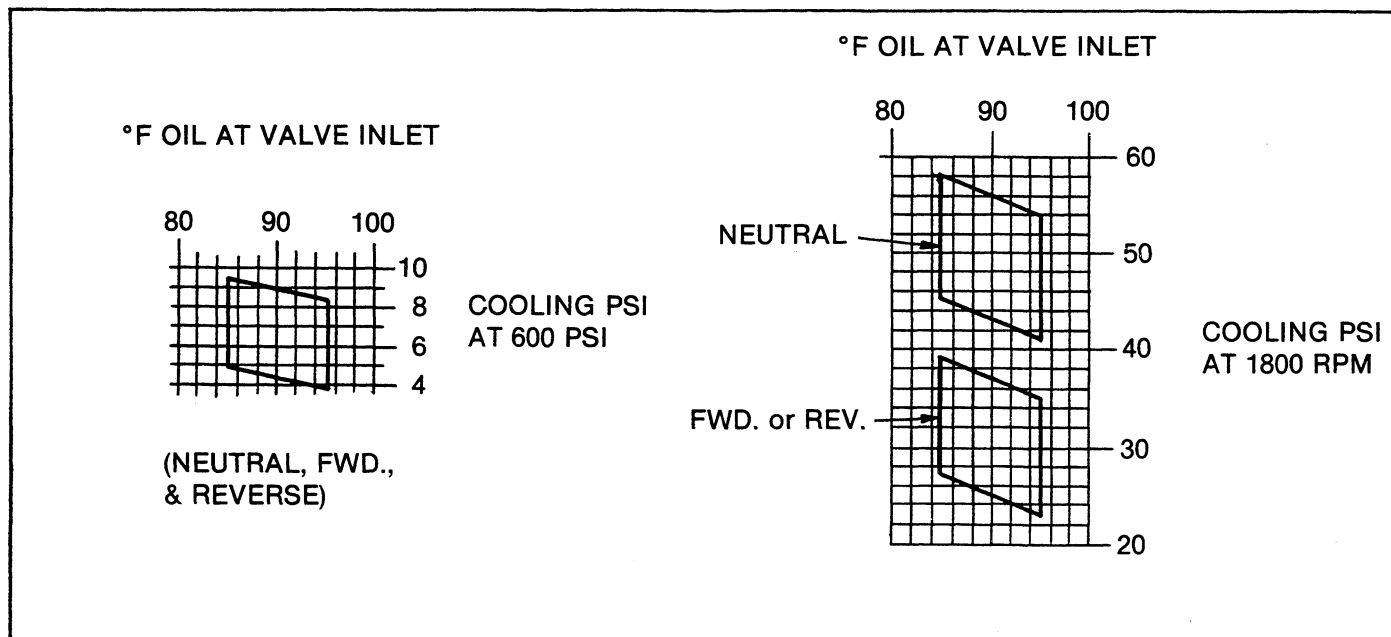 °F OIL AT VALVE INLET
80 90 100
10
8
6
4
COOLING PSI
AT 600 PSI
(NEUTRAL, FWD.,
& REVERSE)
°F OIL AT VALVE INLET
80 90 100
60
50
40
30
20
NEUTRAL
FWD. or REV.
COOLING PSI
AT 1800 RPM